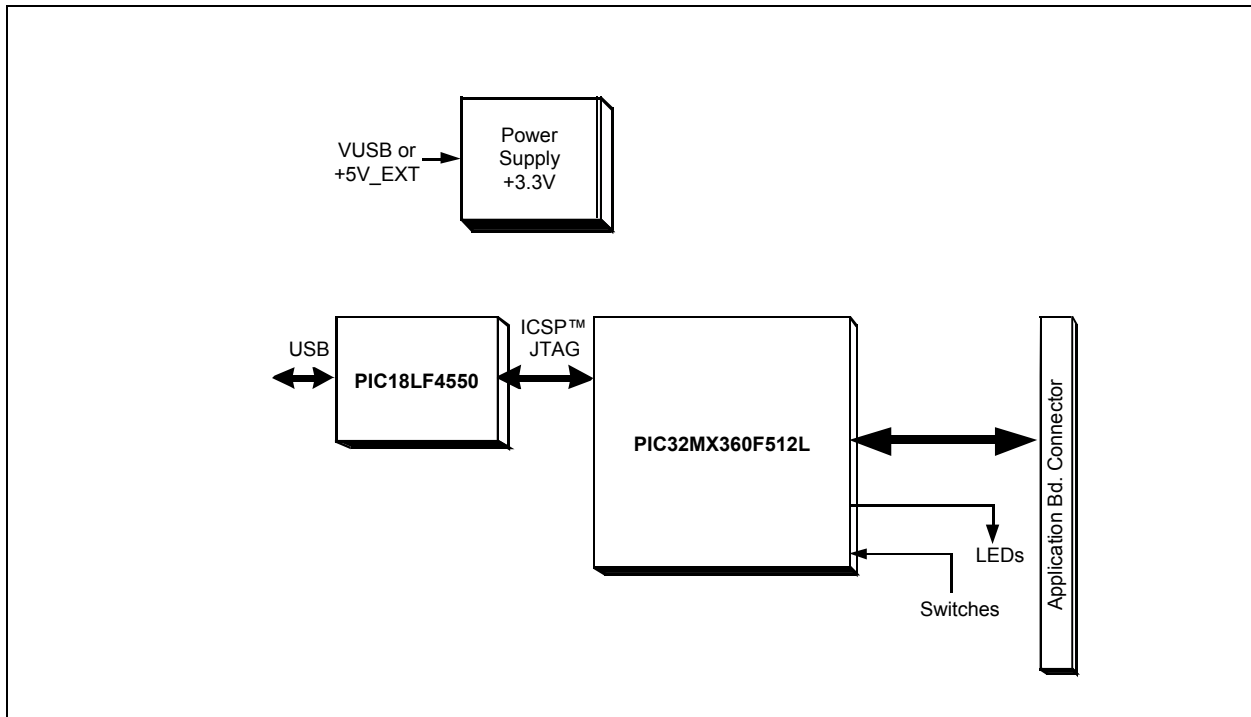 Power
Supply
+3.3V
VUSB or
+5V_EXT
USB
PIC18LF4550
ICSP™
JTAG
PIC32MX360F512L
LEDs
Switches
Application Bd. Connector